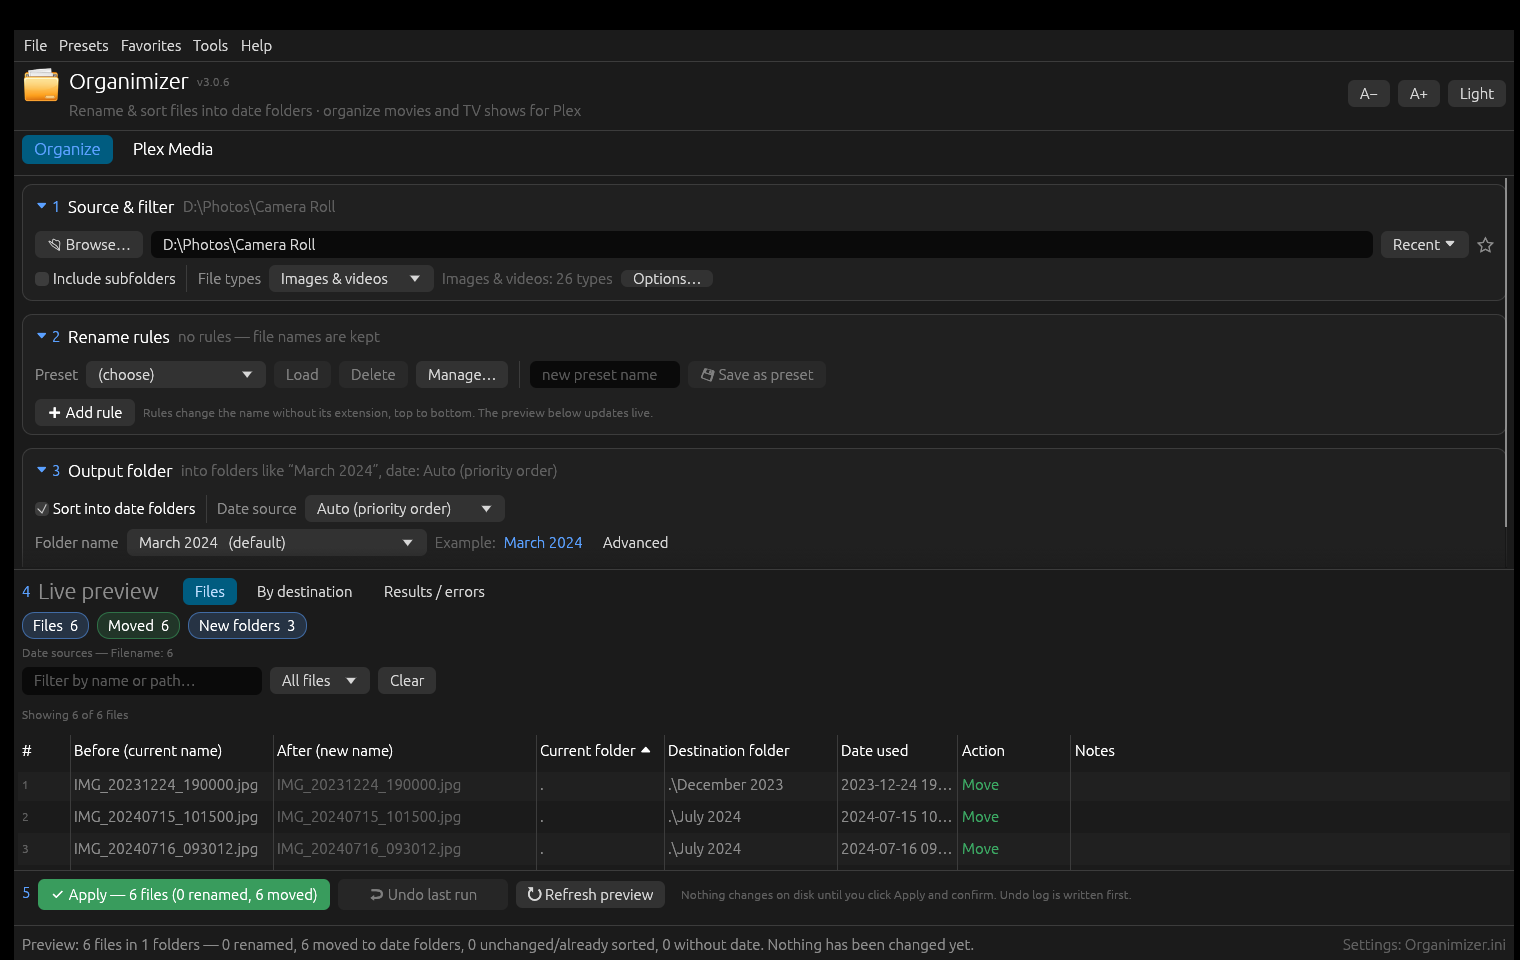 File Presets Favorites Tools Help
Organimizer v3.0.6
Rename & sort files into date folders · organize movies and TV shows for Plex
A− A+ Light
Organize Plex Media
1 Source & filter D:\Photos\Camera Roll
Browse… D:\Photos\Camera Roll Recent
Include subfolders File types Images & videos Images & videos: 26 types Options…
2 Rename rules no rules — file names are kept
Preset (choose) Load Delete Manage… new preset name Save as preset
+ Add rule Rules change the name without its extension, top to bottom. The preview below updates live.
3 Output folder into folders like “March 2024”, date: Auto (priority order)
Sort into date folders Date source Auto (priority order)
Folder name March 2024 (default) Example: March 2024 Advanced
4 Live preview Files By destination Results / errors
Files 6 Moved 6 New folders 3
Date sources — Filename: 6
Filter by name or path… All files Clear
Showing 6 of 6 files
# Before (current name) After (new name) Current folder Destination folder Date used Action Notes
1 IMG_20231224_190000.jpg IMG_20231224_190000.jpg . .\December 2023 2023-12-24 19… Move
2 IMG_20240715_101500.jpg IMG_20240715_101500.jpg . .\July 2024 2024-07-15 10… Move
3 IMG_20240716_093012.jpg IMG_20240716_093012.jpg . .\July 2024 2024-07-16 09… Move
5 ✓ Apply — 6 files (0 renamed, 6 moved) Undo last run Refresh preview Nothing changes on disk until you click Apply and confirm. Undo log is written first.
Preview: 6 files in 1 folders — 0 renamed, 6 moved to date folders, 0 unchanged/already sorted, 0 without date. Nothing has been changed yet. Settings: Organimizer.ini